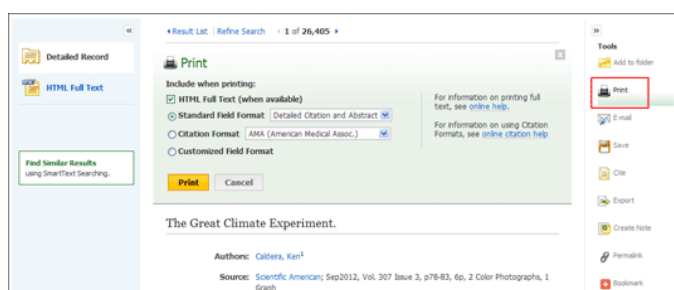 «
Detailed Record
HTML Full Text
Find Similar Results
using SmartText Searching.
Result List | Refine Search 1 of 26,405
Print
Include when printing:
HTML Full Text (when available)
Standard Field Format Detailed Citation and Abstract
Citation Format AMA (American Medical Assoc.)
Customized Field Format
For information on printing full
text, see online help.
For information on using Citation
Formats, see online citation help
Print Cancel
The Great Climate Experiment.
Authors: Caldeira, Ken1
Source: Scientific American; Sep2012, Vol. 307 Issue 3, p78-83, 6p, 2 Color Photographs, 1
Graph
»
Tools
Add to folder
Print
E-mail
Save
Cite
Export
Create Note
Permalink
Bookmark